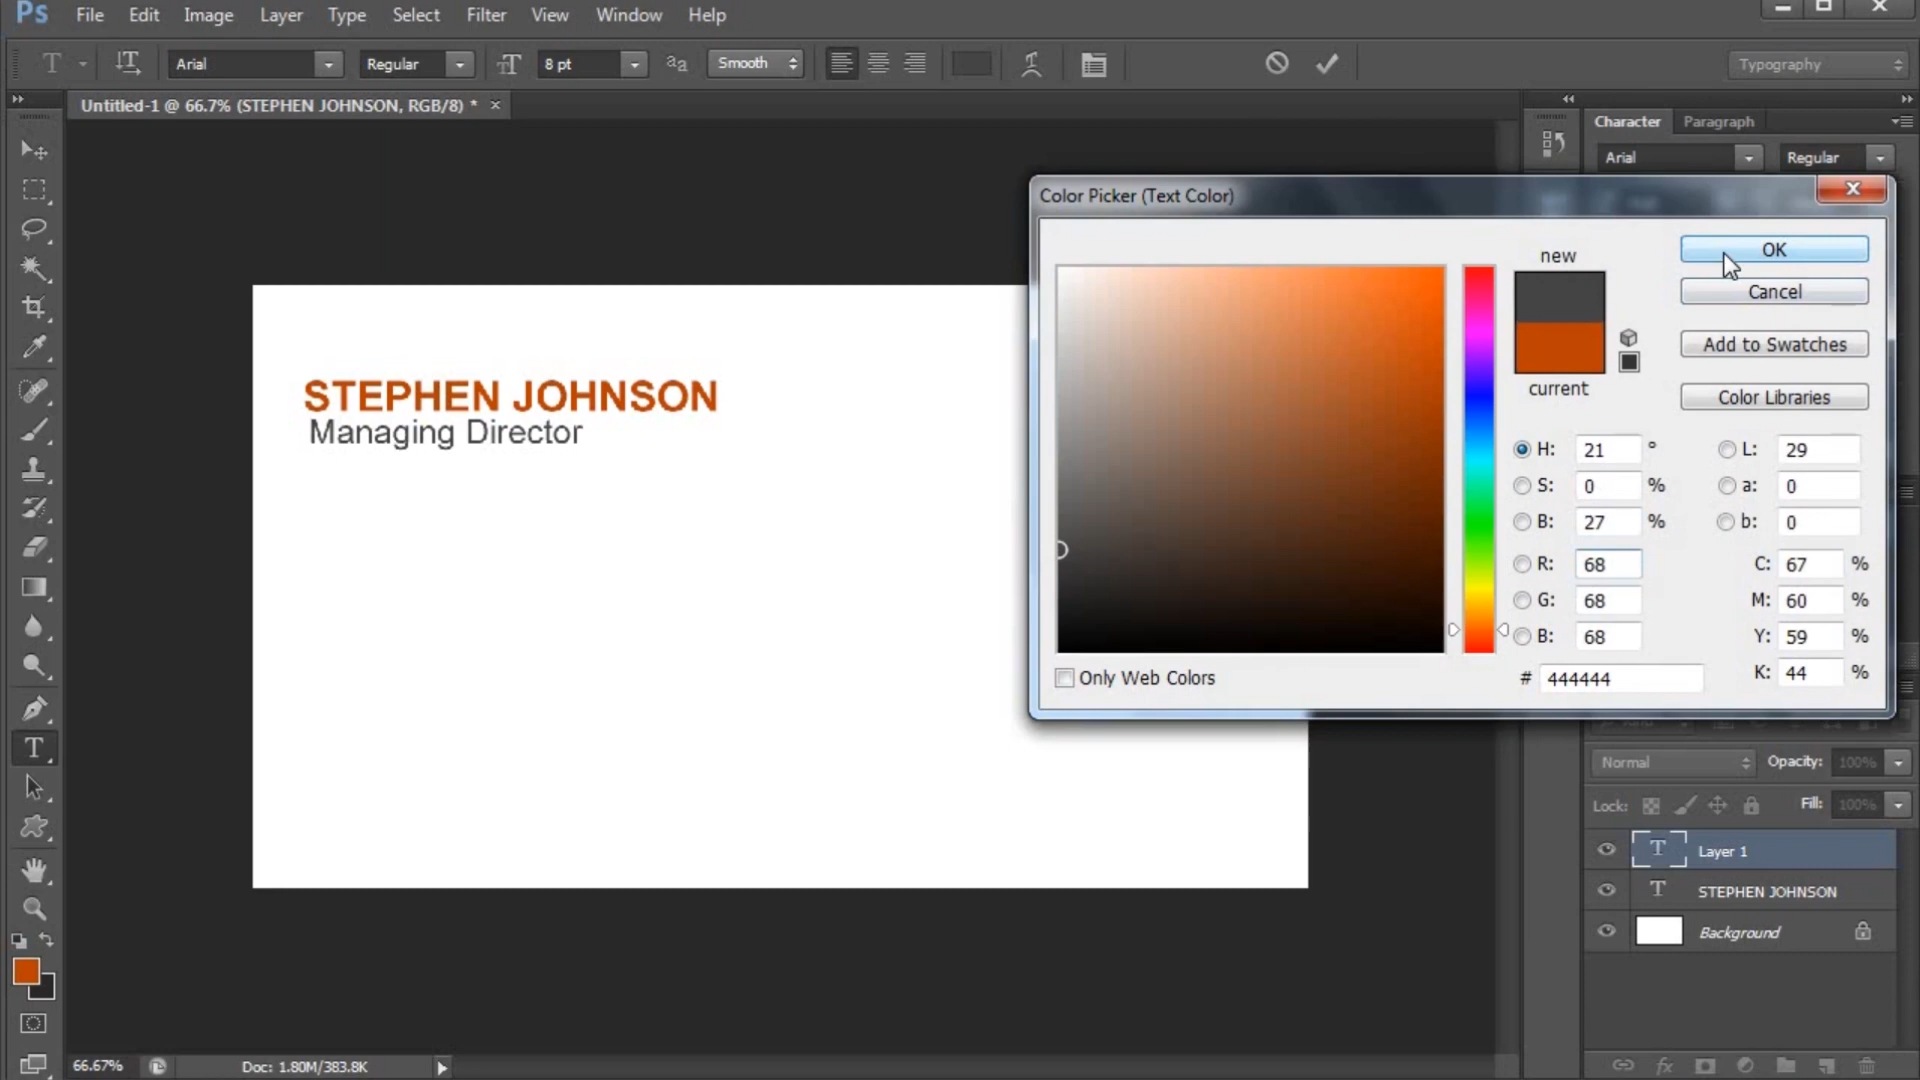 Ps File Edit Image Layer Type Select Filter View Window Help
T Arial Regular 8 pt aa Smooth Typography
Untitled-1 @ 66.7% (STEPHEN JOHNSON, RGB/8) * ×
Character Paragraph
Arial Regular
Color Picker (Text Color)
new
OK
Cancel
Add to Swatches
current
Color Libraries
STEPHEN JOHNSON
Managing Director
H: 21 ° L: 29
S: 0 % a: 0
B: 27 % b: 0
R: 68 C: 67 %
G: 68 M: 60 %
B: 68 Y: 59 %
Only Web Colors # 444444 K: 44 %
Normal Opacity: 100%
Lock: Fill: 100%
T Layer 1
T STEPHEN JOHNSON
Background
66.67% Doc: 1.80M/383.8K
fx